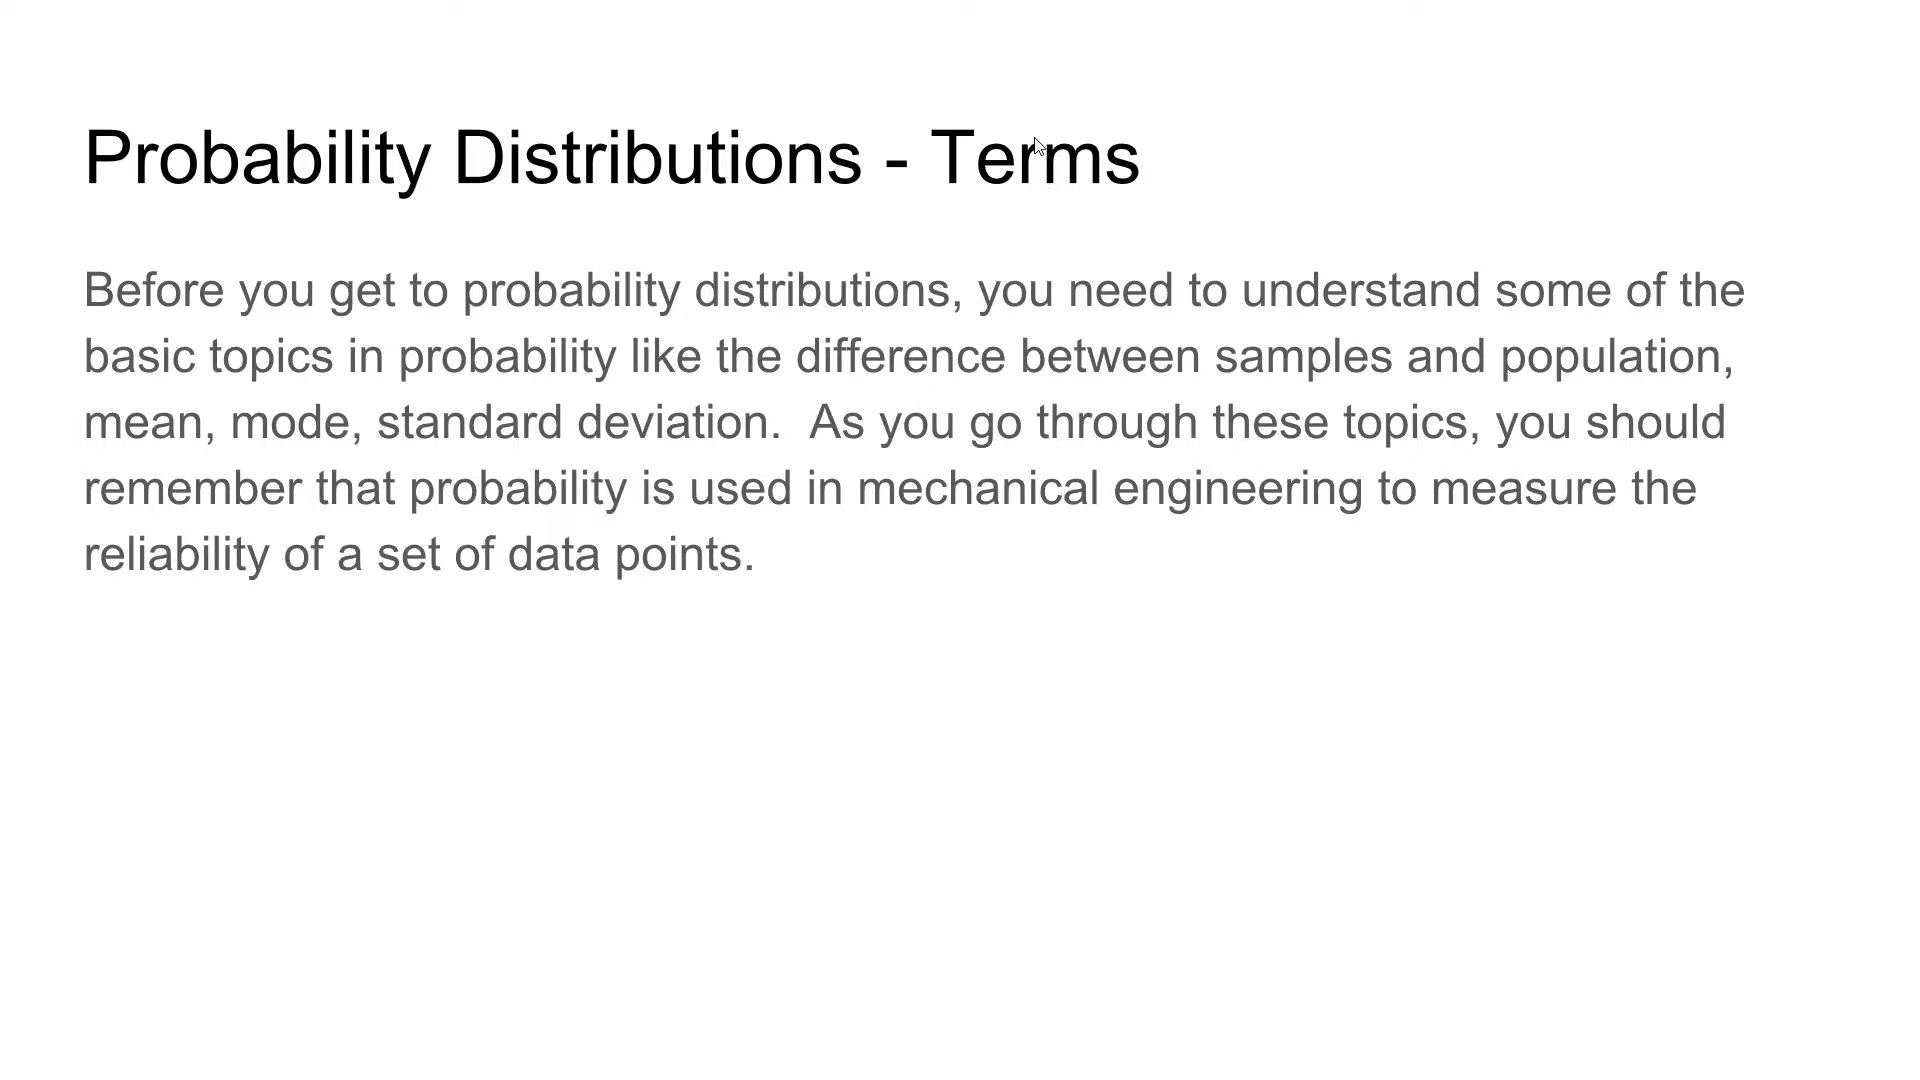 Probability Distributions - Terms
Before you get to probability distributions, you need to understand some of the
basic topics in probability like the difference between samples and population,
mean, mode, standard deviation.  As you go through these topics, you should
remember that probability is used in mechanical engineering to measure the
reliability of a set of data points.